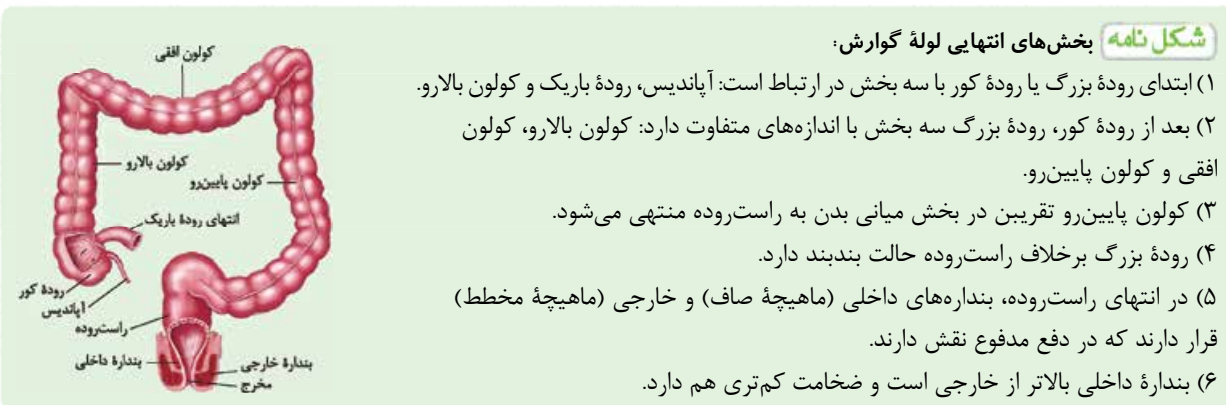 شکل نامه بخش‌های انتهایی لولهٔ گوارش:
۱) ابتدای رودهٔ بزرگ یا رودهٔ کور با سه بخش در ارتباط است: آپاندیس، رودهٔ باریک و کولون بالارو.
۲) بعد از رودهٔ کور، رودهٔ بزرگ سه بخش با اندازه‌های متفاوت دارد: کولون بالارو، کولون
افقی و کولون پایین‌رو.
۳) کولون پایین‌رو تقریبن در بخش میانی بدن به راست‌روده منتهی می‌شود.
۴) رودهٔ بزرگ برخلاف راست‌روده حالت بندبند دارد.
۵) در انتهای راست‌روده، بنداره‌های داخلی (ماهیچهٔ صاف) و خارجی (ماهیچهٔ مخطط)
قرار دارند که در دفع مدفوع نقش دارند.
۶) بندارهٔ داخلی بالاتر از خارجی است و ضخامت کم‌تری هم دارد.
کولون افقی
کولون بالارو
کولون پایین‌رو
انتهای رودهٔ باریک
رودهٔ کور
آپاندیس
راست‌روده
بندارهٔ داخلی
بندارهٔ خارجی
مخرج